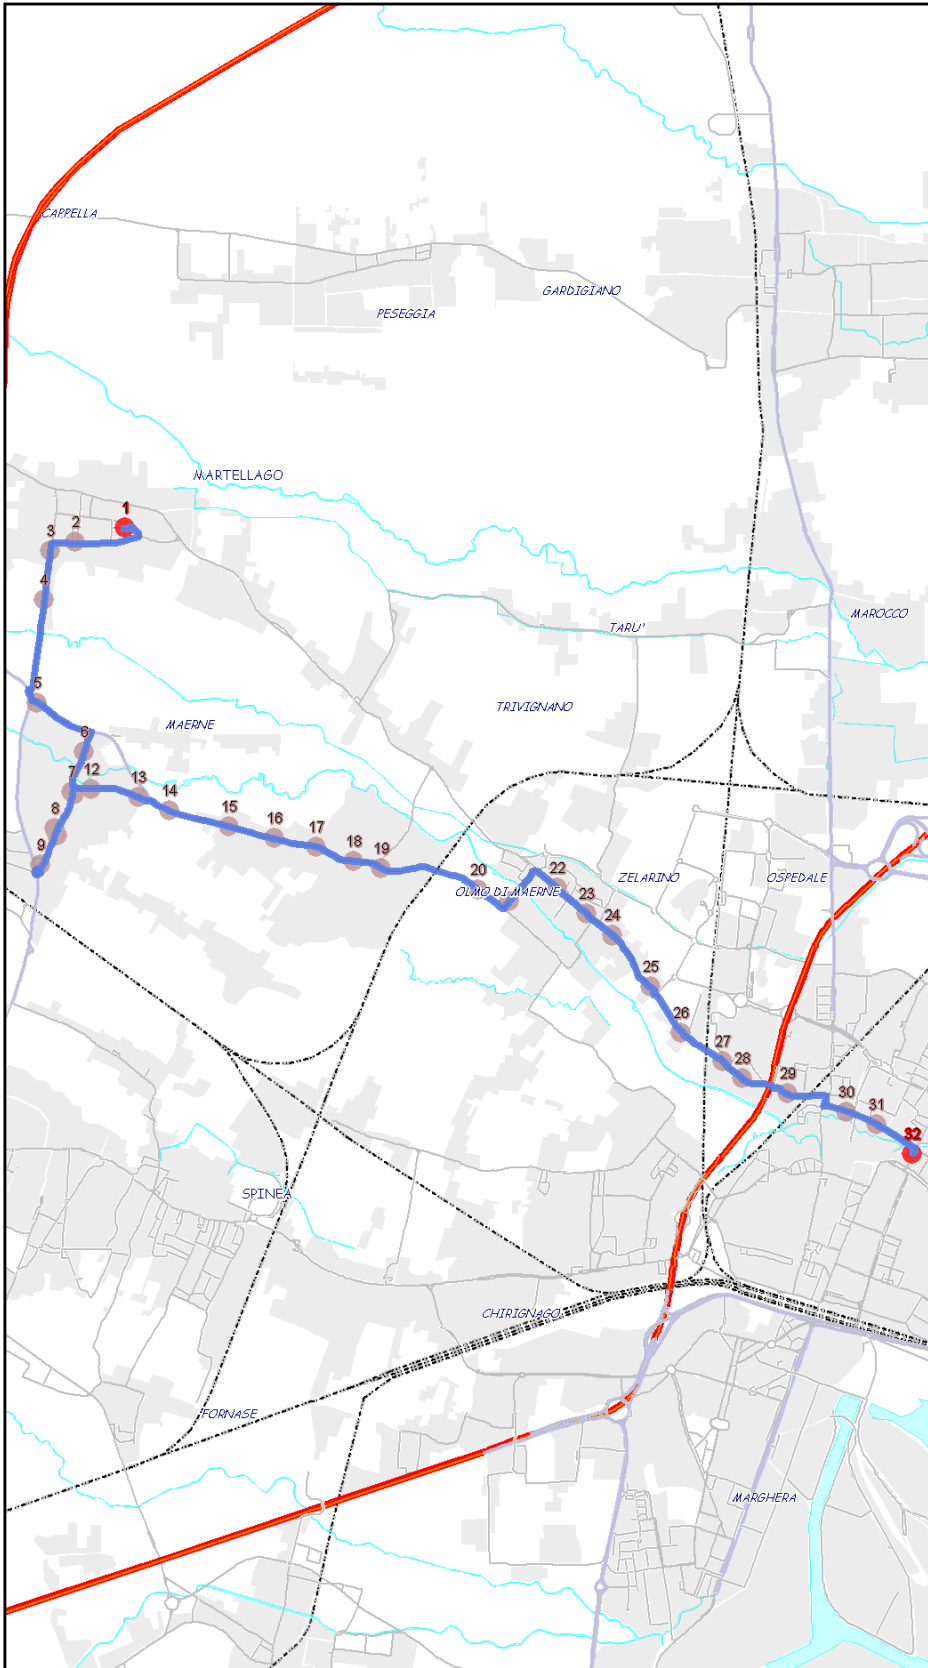 CAPPELLA
GARDIGIANO
PESEGGIA
MARTELLAGO
1
2
3
4
MAROCCO
TARU'
5
TRIVIGNANO
MAERNE
6
7
12
13
14
8
15
16
17
18
19
9
20
22
ZELARINO
OSPEDALE
OLMO DI MAERNE
23
24
25
26
27
28
29
30
31
32
SPINEA
CHIRIGNAGO
FORNASE
MARGHERA